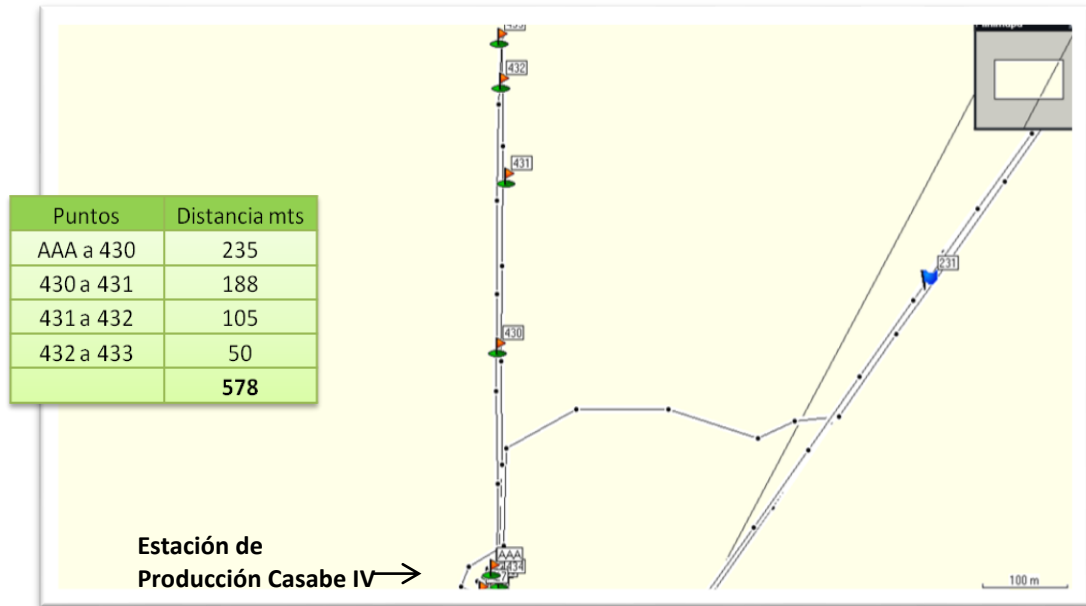 432
431
Puntos Distancia mts
AAA a 430 235
430 a 431 188
431 a 432 105
432 a 433 50
578
231
430
Estación de
Producción Casabe IV
AAA
434
100 m